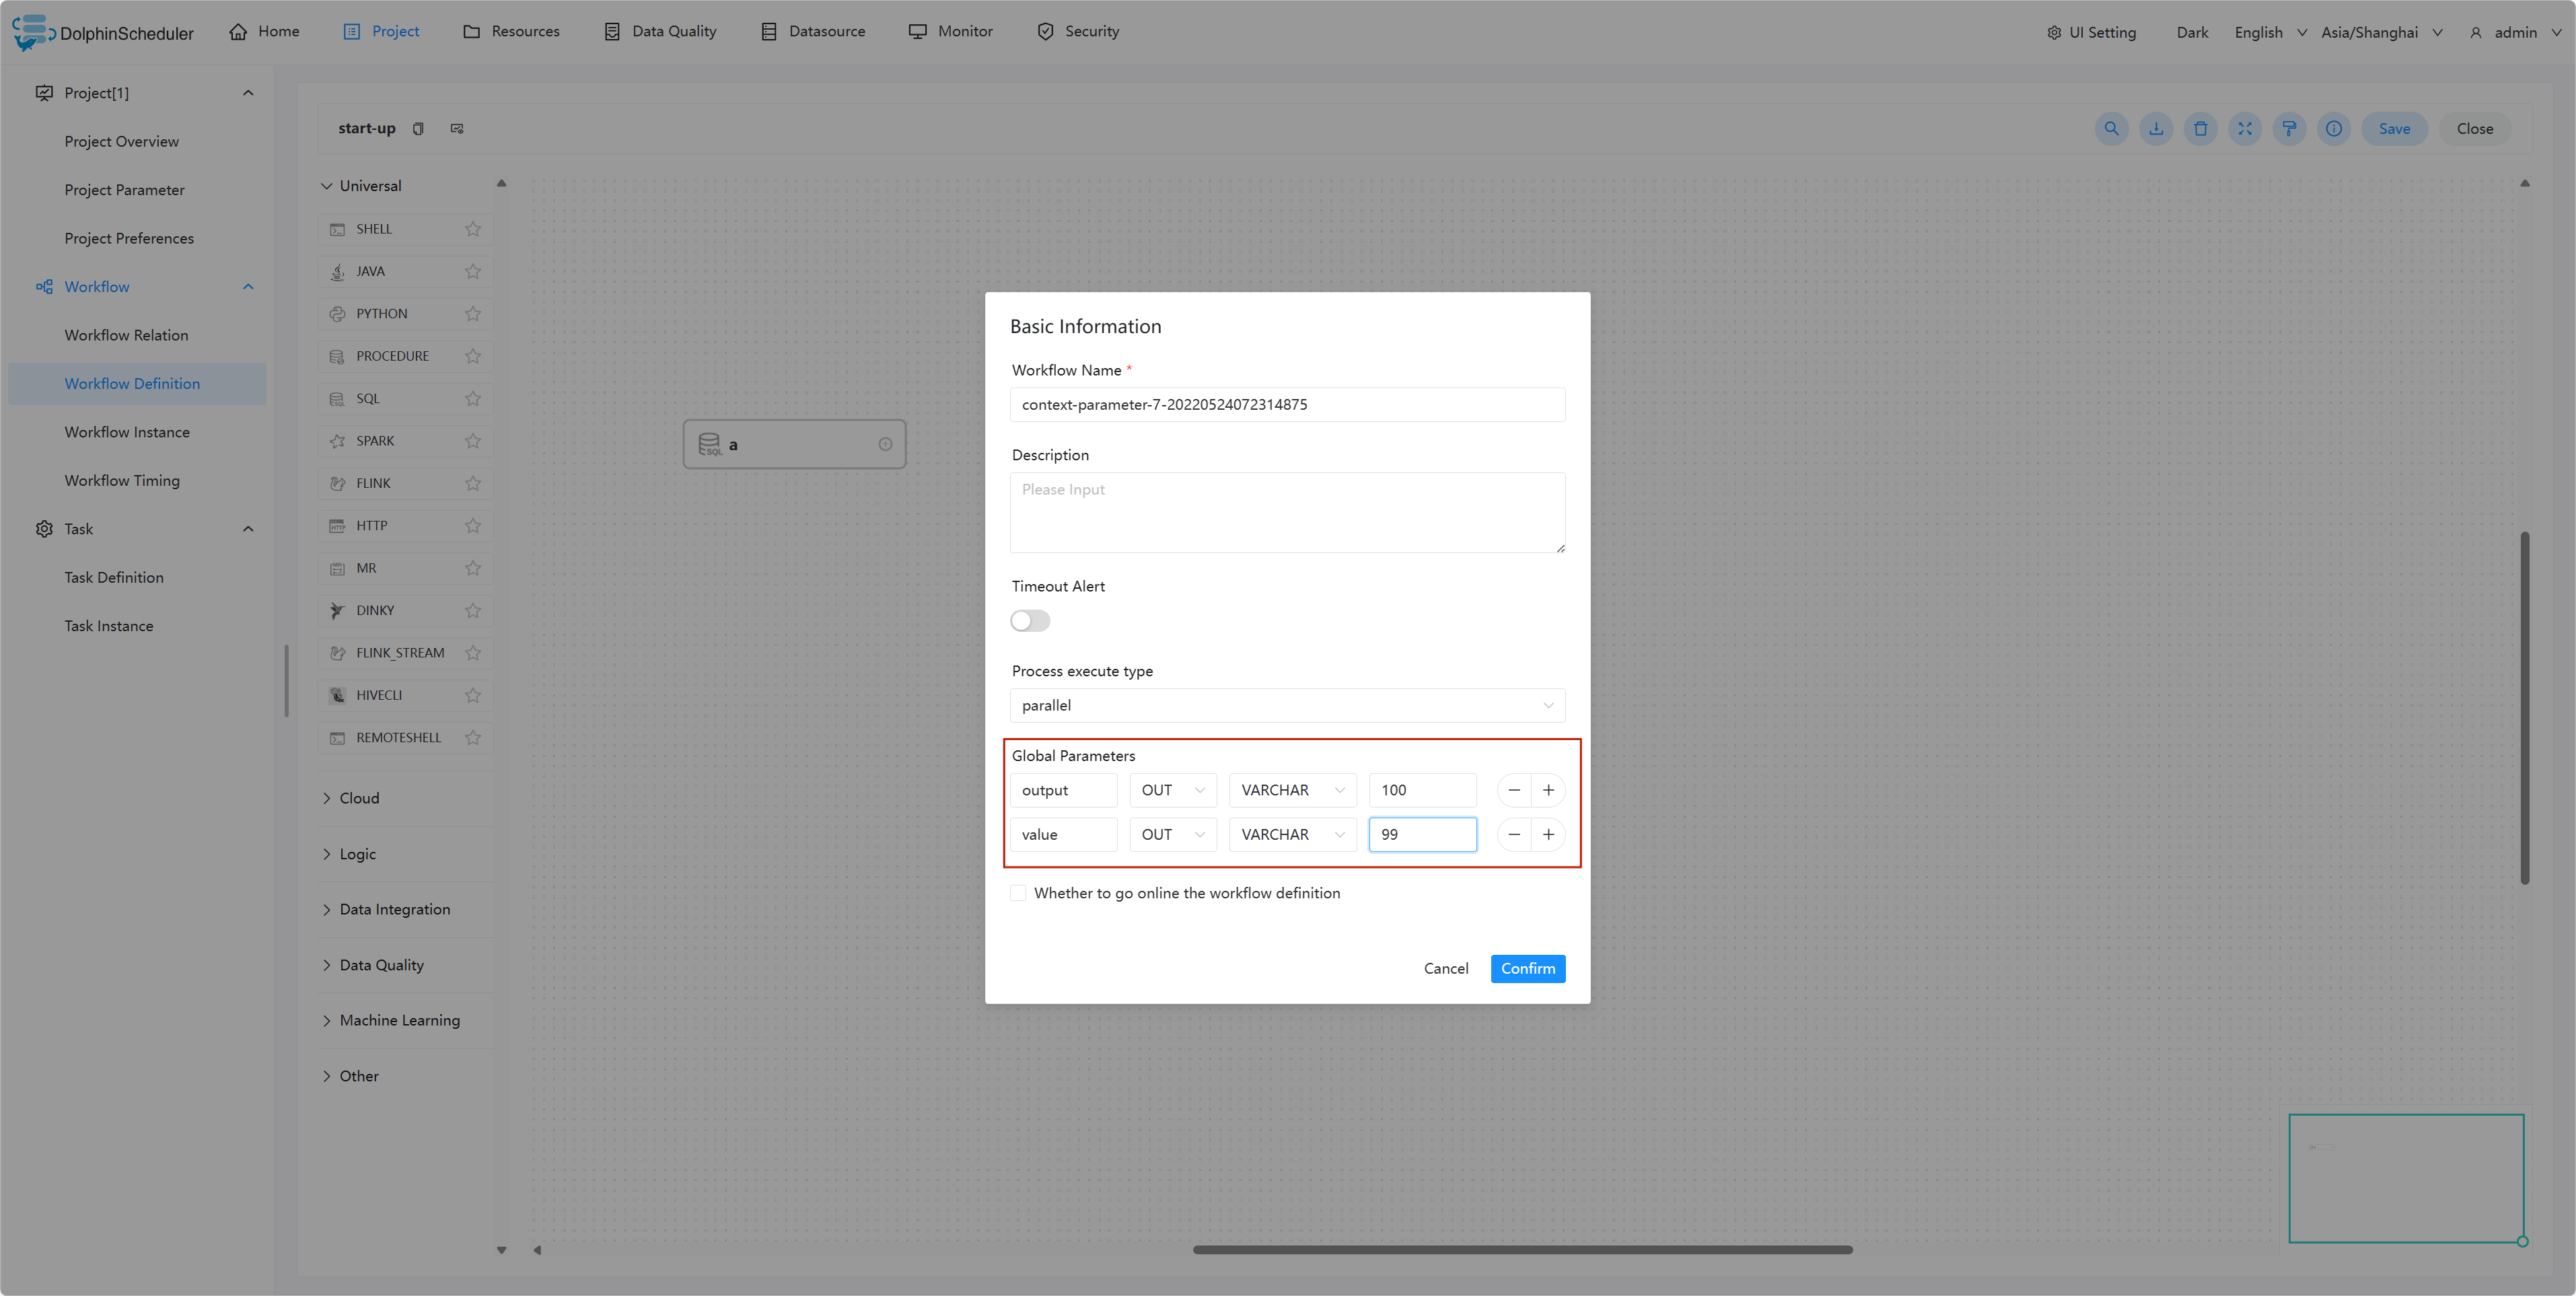 DolphinScheduler Home Project Resources Data Quality Datasource Monitor Security UI Setting Dark English Asia/Shanghai admin
Project[1]
Project Overview
Project Parameter
Project Preferences
Workflow
Workflow Relation
Workflow Definition
Workflow Instance
Workflow Timing
Task
Task Definition
Task Instance
start-up Save Close
Universal
SHELL
JAVA
PYTHON
PROCEDURE
SQL
SPARK
FLINK
HTTP
MR
DINKY
FLINK_STREAM
HIVECLI
REMOTESHELL
Cloud
Logic
Data Integration
Data Quality
Machine Learning
Other
SQL a
Basic Information
Workflow Name *
context-parameter-7-20220524072314875
Description
Please Input
Timeout Alert
Process execute type
parallel
Global Parameters
output OUT VARCHAR 100
value OUT VARCHAR 99
Whether to go online the workflow definition
Cancel Confirm